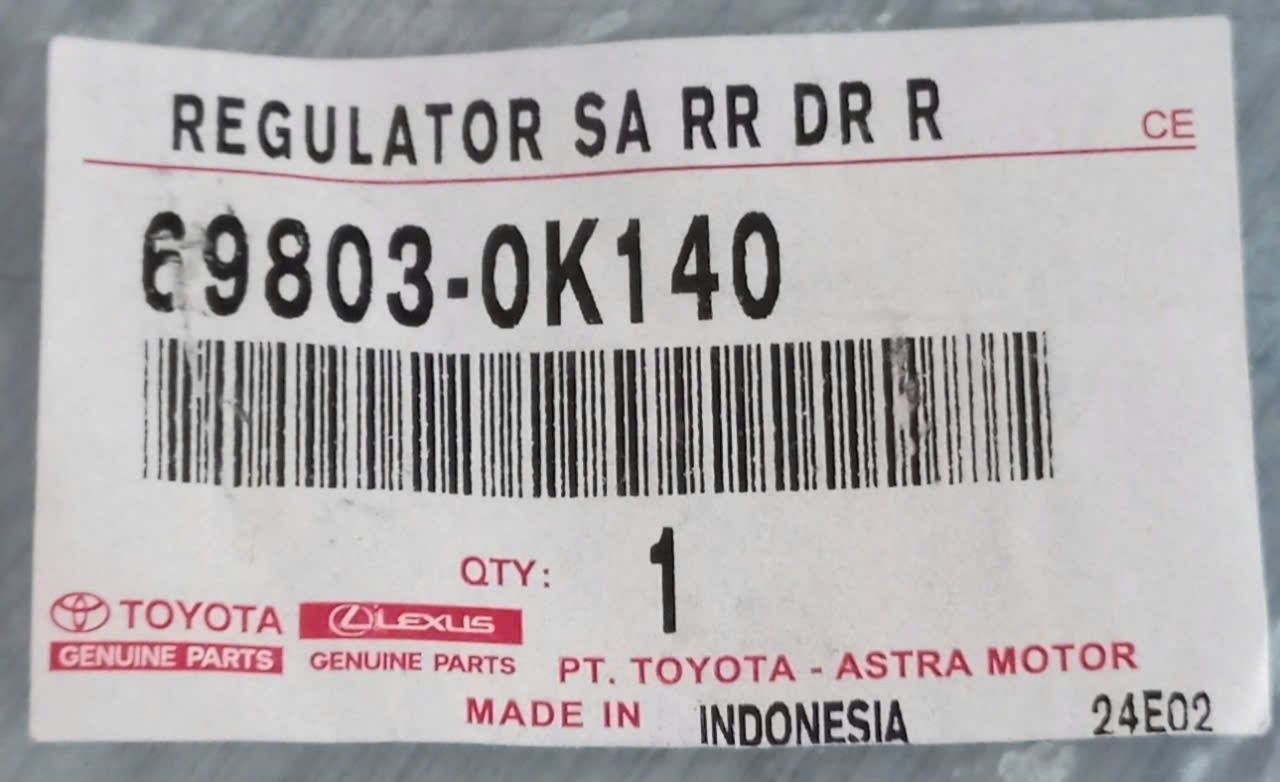 REGULATOR SA RR DR R
CE
69803-0K140
QTY: 1
TOYOTA
GENUINE PARTS
LEXUS
GENUINE PARTS
PT. TOYOTA - ASTRA MOTOR
MADE IN INDONESIA
24E02